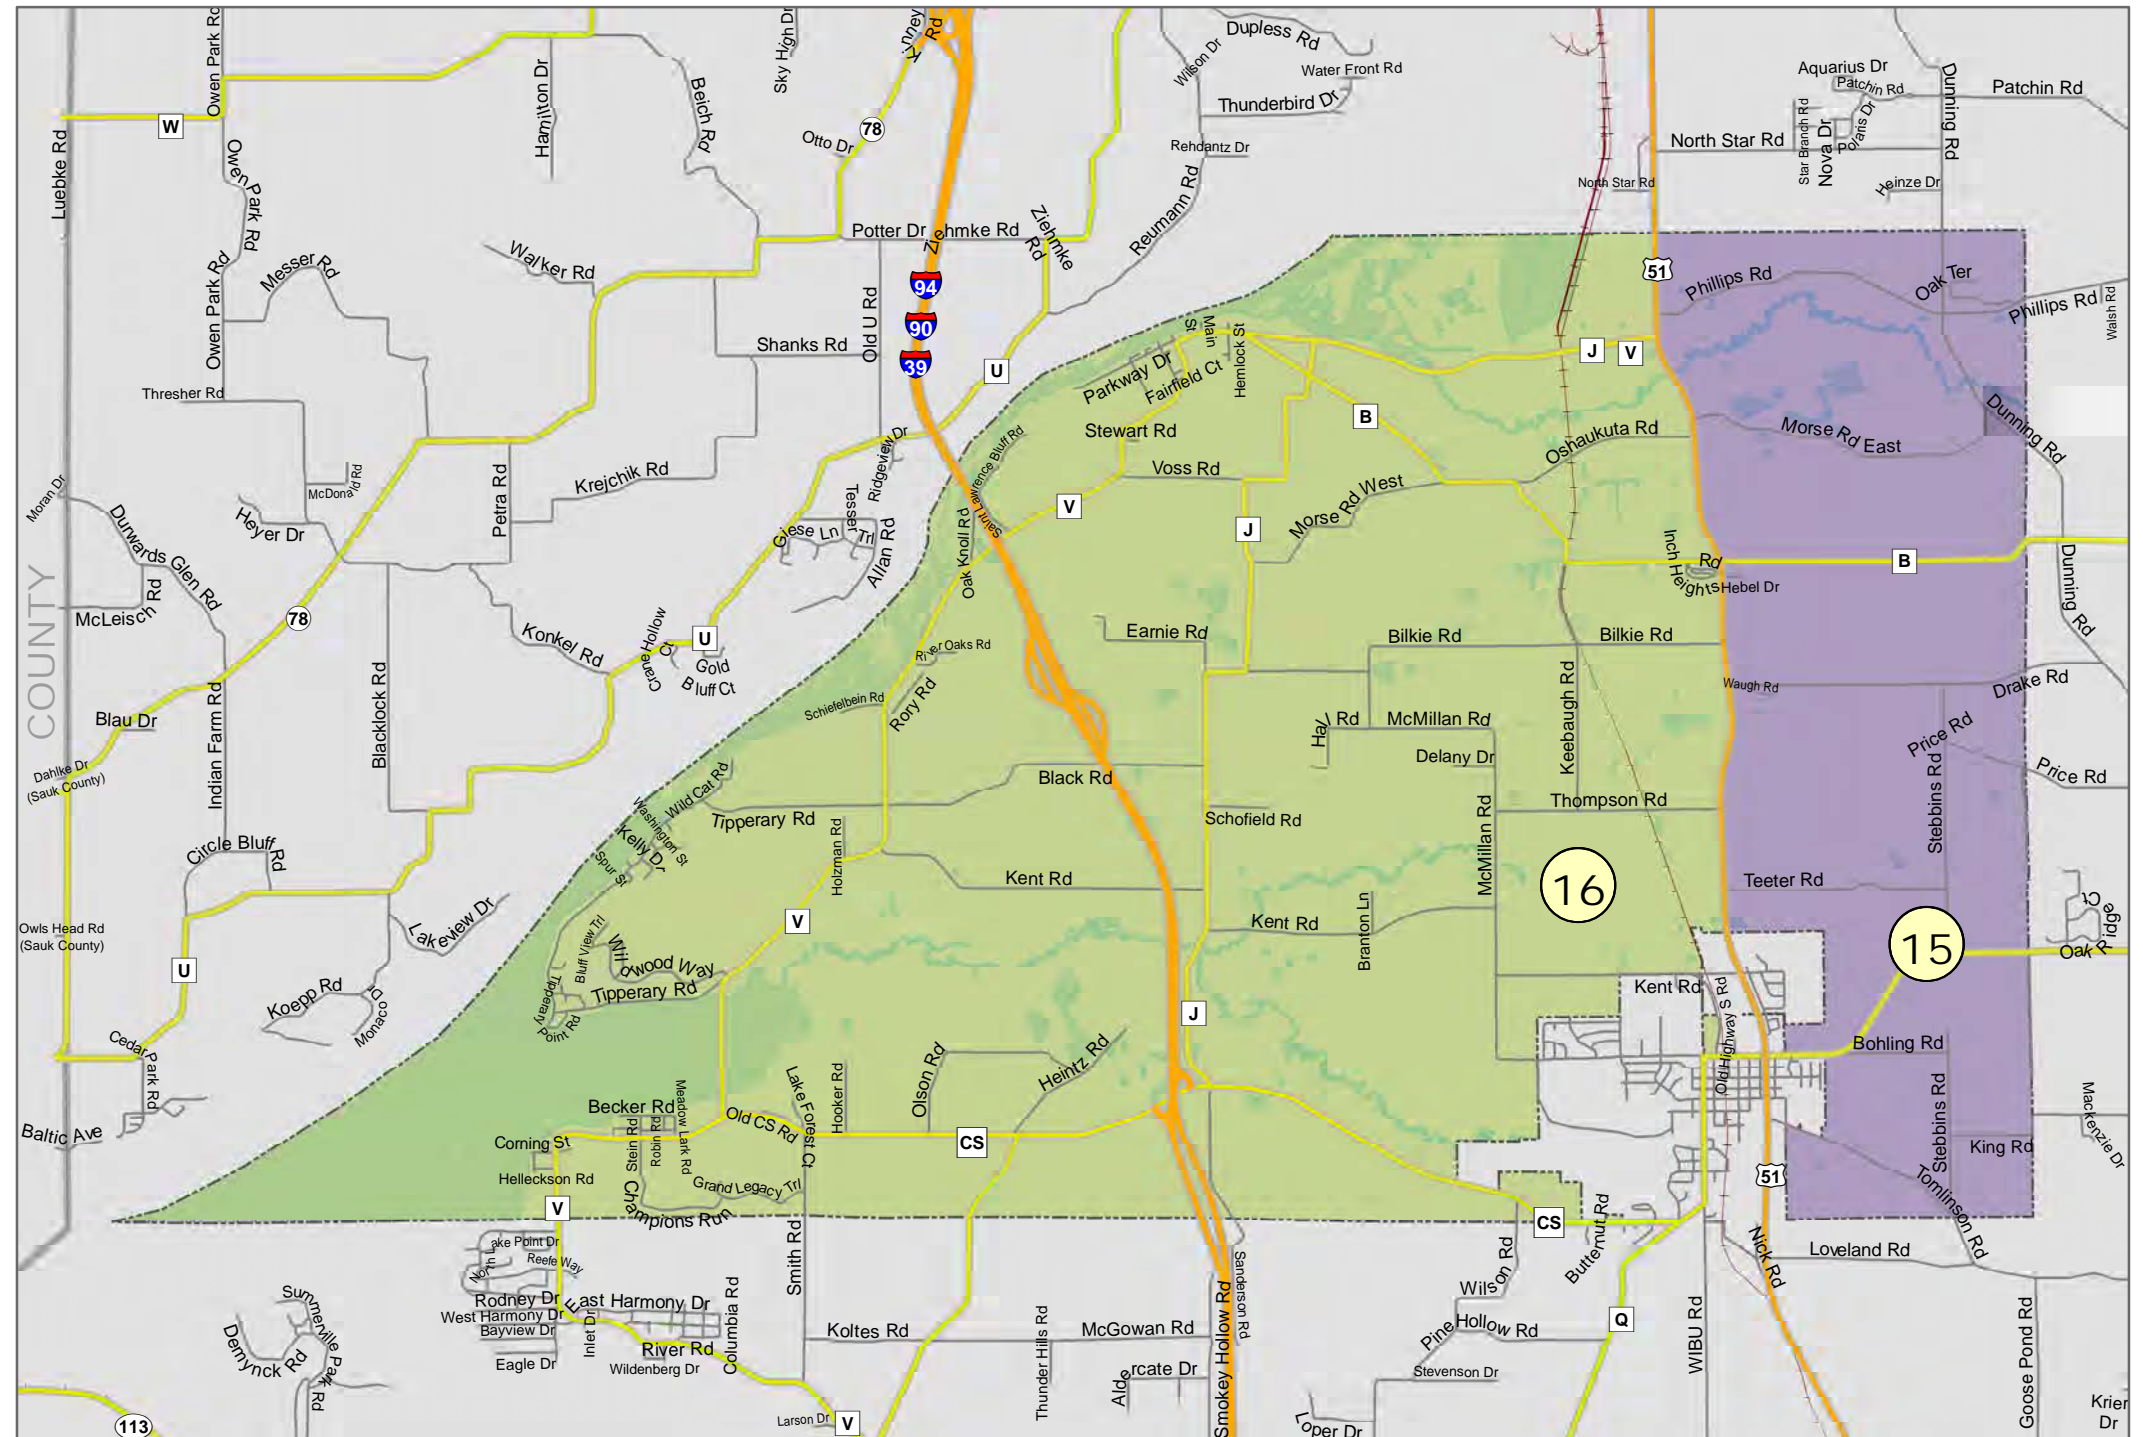 Owen Park Rd
Sky High Dr
Kinney Rd
Dupless Rd
Wilson Dr
Water Front Rd
Thunderbird Dr
Aquarius Dr
Patchin Rd
Patchin Rd
Dunning Rd
Hamilton Dr
Beich Rd
W
78
Otto Dr
Rehdantz Dr
North Star Rd
Star Branch Rd
Nova Dr
Polaris Dr
Luebke Rd
Owen Park Rd
North Star Rd
Heinze Dr
Reumann Rd
Potter Dr
Ziehmke Rd
Ziehmke Rd
Walker Rd
Messer Rd
Owen Park Rd
94
51
Phillips Rd
Oak Ter
Phillips Rd
Walsh Rd
Old U Rd
90
Shanks Rd
39
U
Main St
Hemlock St
Parkway Dr
Fairfield Ct
J
V
Thresher Rd
B
Dunning Rd
Stewart Rd
Oshaukuta Rd
Morse Rd East
Ridgeview Dr
Saint Lawrence Bluff Rd
Voss Rd
Krejchik Rd
Petra Rd
McDonald Rd
Moran Dr
Morse Rd West
V
J
Durwards Glen Rd
Heyer Dr
Giese Ln
Tesser Trl
Allan Rd
Oak Knoll Rd
Inch Heights Rd
Hebel Dr
B
Dunning Rd
COUNTY
McLeisch Rd
78
Konkel Rd
Crane Hollow Ct
U
Gold Bluff Ct
River Oaks Rd
Earnie Rd
Bilkie Rd
Bilkie Rd
Waugh Rd
Drake Rd
Keebaugh Rd
Schiefelbein Rd
Rory Rd
Blau Dr
Indian Farm Rd
Blacklock Rd
Hall Rd
McMillan Rd
Delany Dr
Price Rd
Price Rd
Stebbins Rd
Dahlke Dr
(Sauk County)
Black Rd
Wild Cat Rd
Washington St
Kelly Dr
Spur St
Tipperary Rd
Holzman Rd
Schofield Rd
McMillan Rd
Thompson Rd
Circle Bluff Rd
Kent Rd
16
Teeter Rd
Lakeview Dr
Owls Head Rd
(Sauk County)
U
V
Kent Rd
Branton Ln
15
Oak Ridge Ct
Bluff View Trl
Wildwood Way
Tipperary Rd
Tipperary Point Rd
Kent Rd
Old Highway S Rd
Koepp Rd
Monaco Dr
J
Cedar Park Rd
Bohling Rd
Olson Rd
Heintz Rd
Hooker Rd
Lake Forest Ct
Becker Rd
Meadow Lark Rd
Old CS Rd
CS
Corning St
Stein Rd
Robin Rd
Baltic Ave
Stebbins Rd
King Rd
Mackenzie Dr
Helleckson Rd
Grand Legacy Trl
Champions Run
V
51
Tomlinson Rd
CS
Butternut Rd
Smith Rd
North Lake Point Dr
Reefe Way
Nick Rd
Loveland Rd
Wilson Rd
Sanderson Rd
Rodney Dr
East Harmony Dr
West Harmony Dr
Bayview Dr
Inlet Dr
River Rd
Columbia Rd
Eagle Dr
Wildenberg Dr
Summerville Park Rd
Demynck Rd
Koltes Rd
McGowan Rd
Thunder Hills Rd
Smokey Hollow Rd
Pine Hollow Rd
Q
WIBU Rd
Goose Pond Rd
Aldercate Dr
Stevenson Dr
113
Larson Dr
V
Loper Dr
Krier Dr